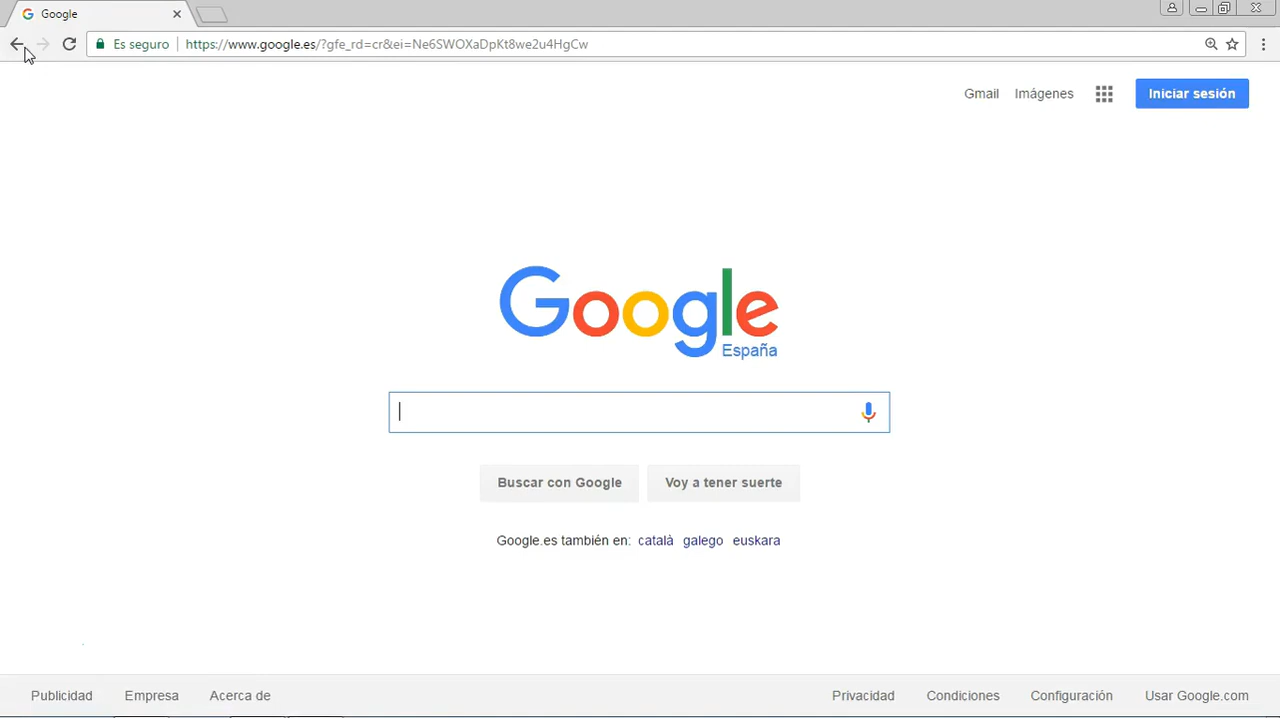 Google
Es seguro
https://www.google.es/?gfe_rd=cr&ei=Ne6SWOXaDpKt8we2u4HgCw
Gmail Imágenes Iniciar sesión
Google
España
Buscar con Google Voy a tener suerte
Google.es también en: català galego euskara
Publicidad Empresa Acerca de Privacidad Condiciones Configuración Usar Google.com